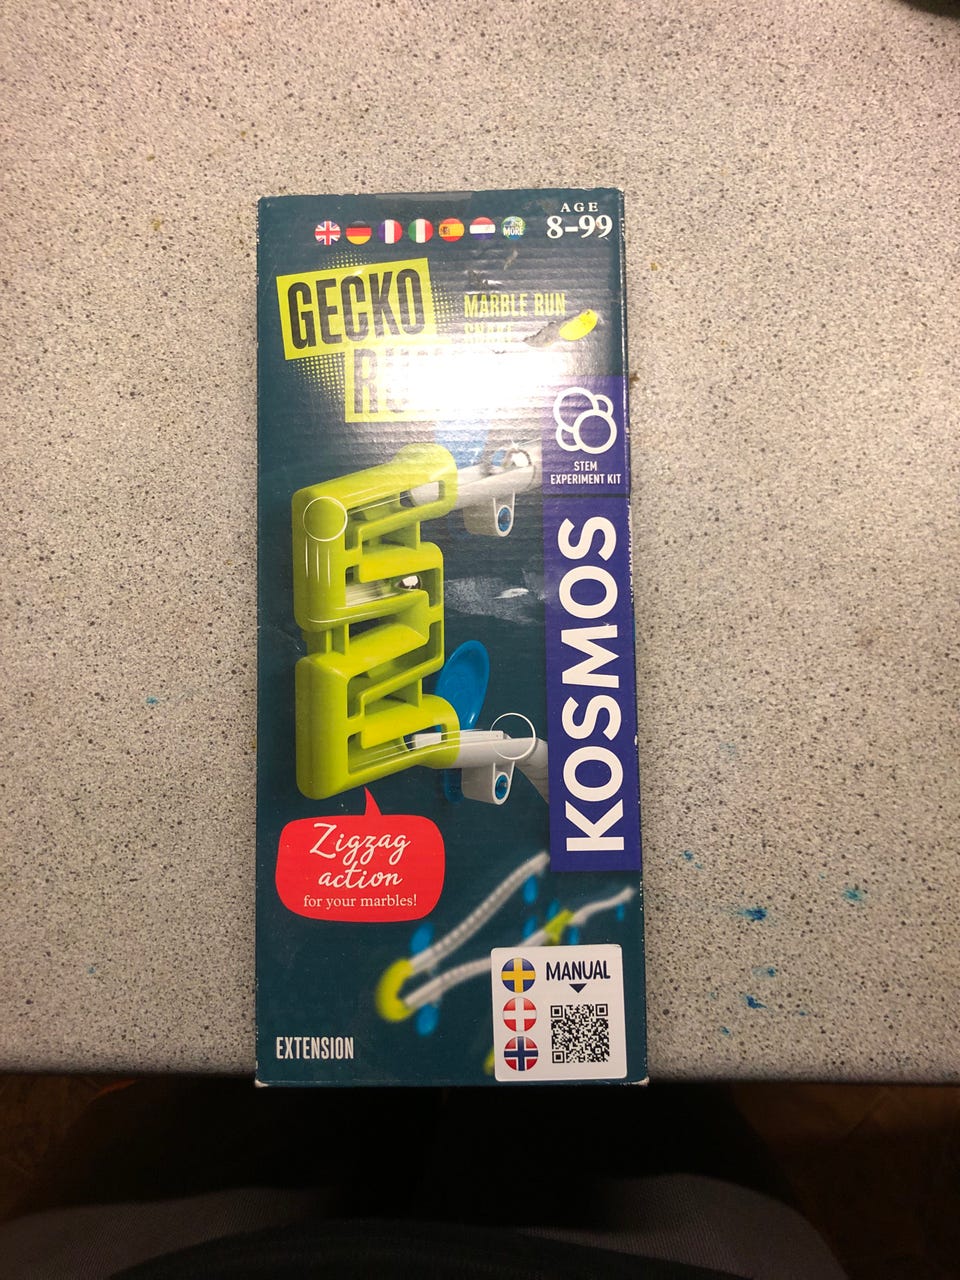 AGE
8-99
MORE
GECKO
MARBLE RUN
STEM
EXPERIMENT KIT
KOSMOS
Zigzag
action
for your marbles!
MANUAL
EXTENSION